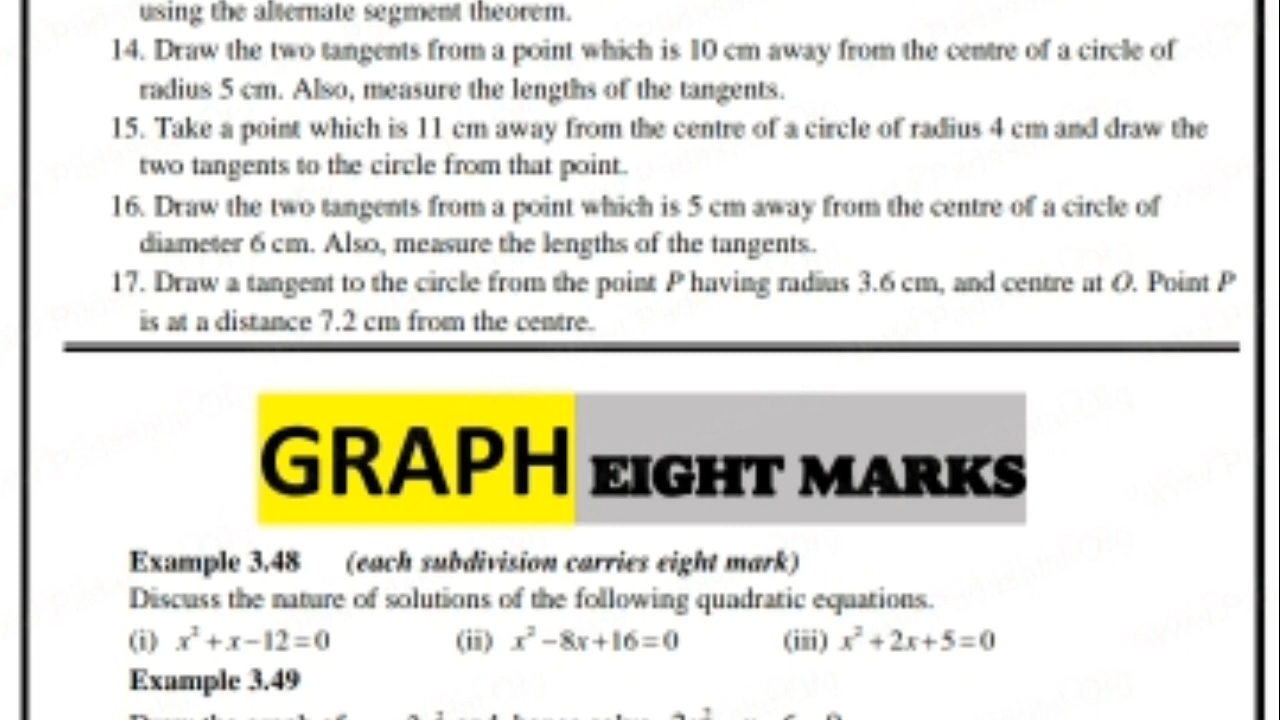 using the alternate segment theorem.
14. Draw the two tangents from a point which is 10 cm away from the centre of a circle of
radius 5 cm. Also, measure the lengths of the tangents.
15. Take a point which is 11 cm away from the centre of a circle of radius 4 cm and draw the
two tangents to the circle from that point.
16. Draw the two tangents from a point which is 5 cm away from the centre of a circle of
diameter 6 cm. Also, measure the lengths of the tangents.
17. Draw a tangent to the circle from the point P having radius 3.6 cm, and centre at O. Point P
is at a distance 7.2 cm from the centre.
GRAPH EIGHT MARKS
Example 3.48 (each subdivision carries eight mark)
Discuss the nature of solutions of the following quadratic equations.
(i) x² + x – 12 = 0 (ii) x² – 8x + 16 = 0 (iii) x² + 2x + 5 = 0
Example 3.49